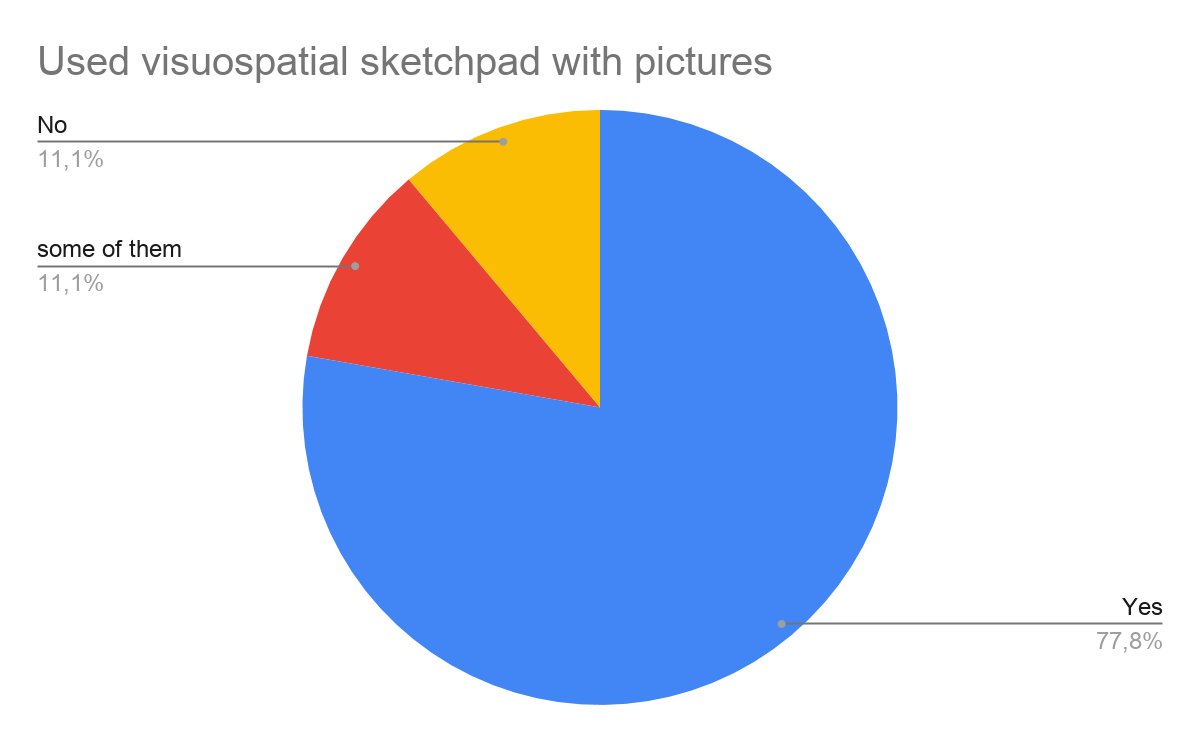 Used visuospatial sketchpad with pictures
No
11,1%
some of them
11,1%
Yes
77,8%